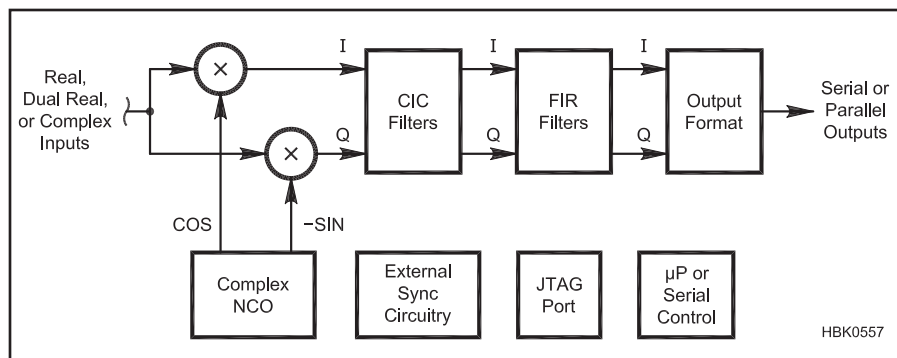 Real,
Dual Real,
or Complex
Inputs
×
×
I
Q
CIC
Filters
I
Q
FIR
Filters
I
Q
Output
Format
Serial or
Parallel
Outputs
COS
–SIN
Complex
NCO
External
Sync
Circuitry
JTAG
Port
µP or
Serial
Control
HBK0557